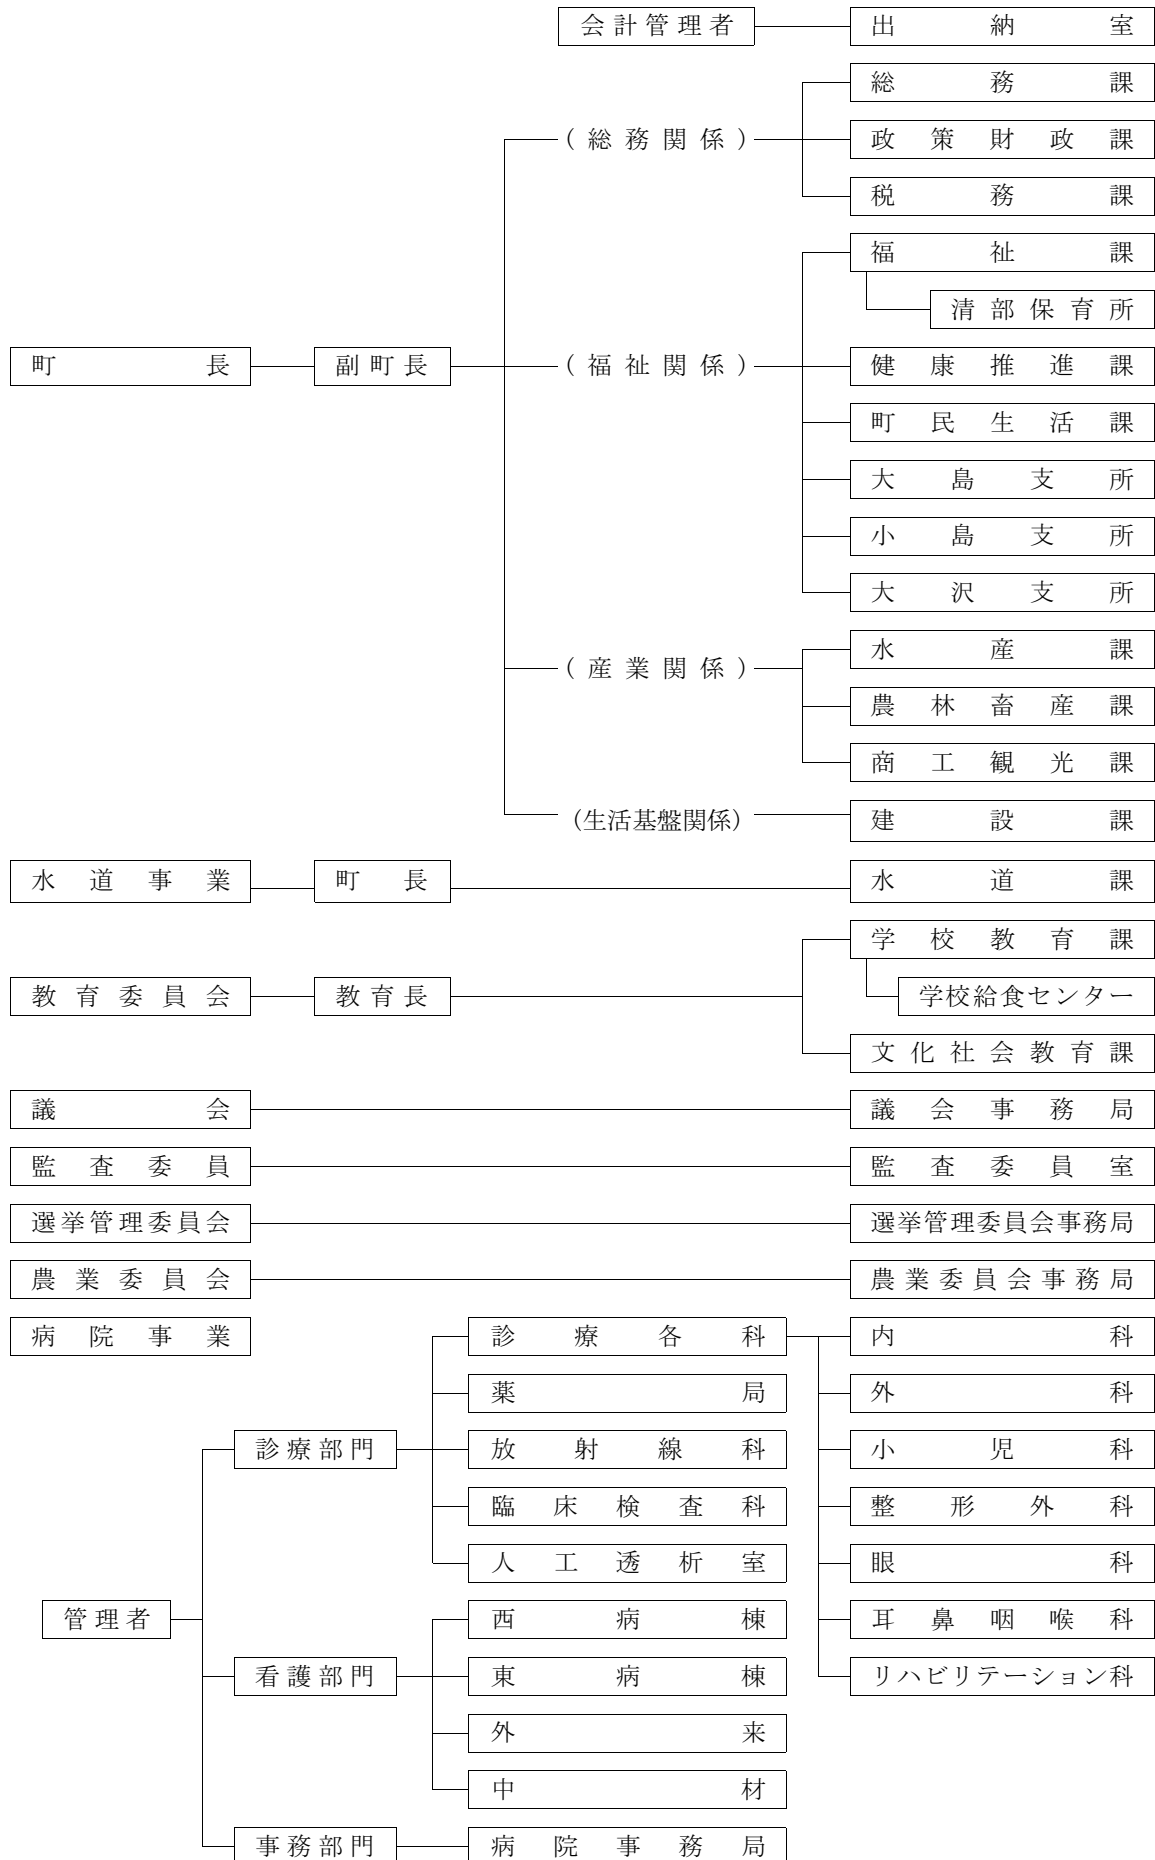 会計管理者 出納室
総務課
(総務関係) 政策財政課
税務課
福祉課
清部保育所
町長 副町長 (福祉関係) 健康推進課
町民生活課
大島支所
小島支所
大沢支所
水産課
(産業関係)
農林畜産課
商工観光課
(生活基盤関係) 建設課
水道事業 町長 水道課
学校教育課
教育委員会 教育長 学校給食センター
文化社会教育課
議会 議会事務局
監査委員 監査委員室
選挙管理委員会 選挙管理委員会事務局
農業委員会 農業委員会事務局
病院事業 診療各科 内科
薬局 外科
診療部門 放射線科 小児科
臨床検査科 整形外科
人工透析室 眼科
管理者 西病棟 耳鼻咽喉科
看護部門 東病棟 リハビリテーション科
外来
中材
事務部門 病院事務局